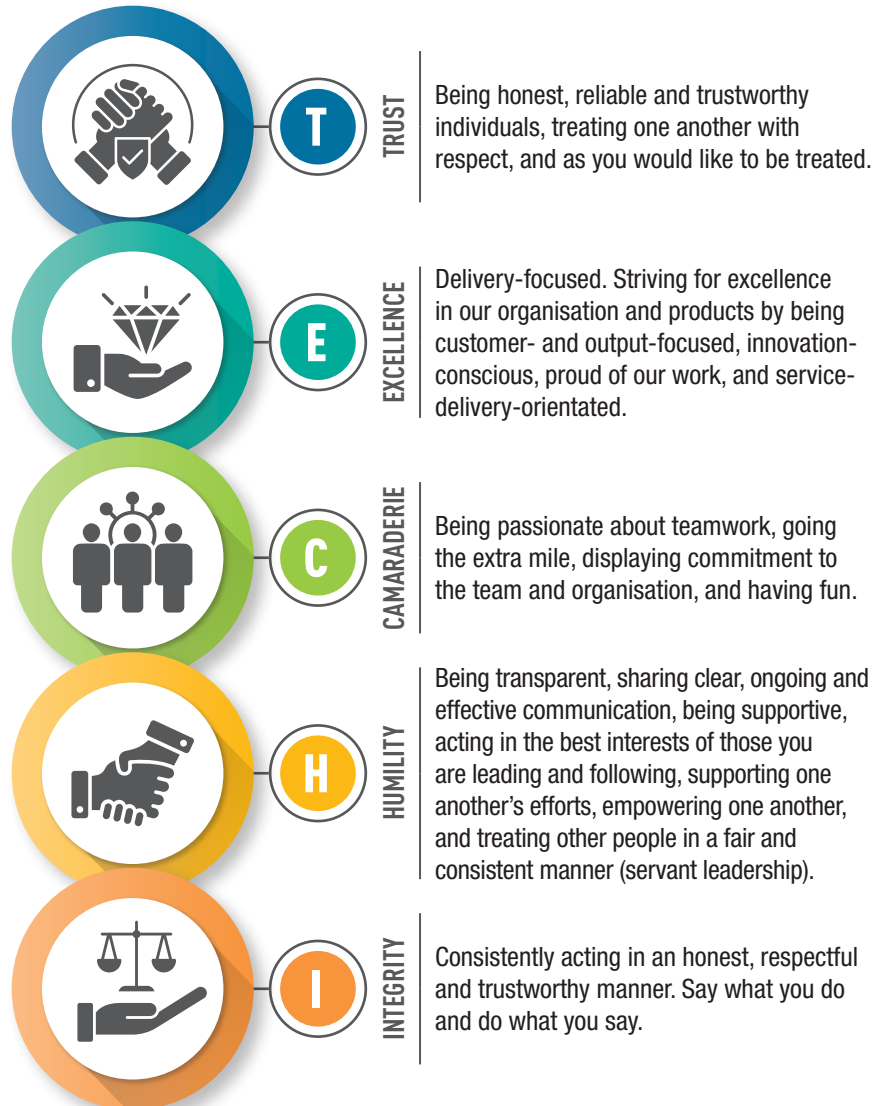 T
TRUST
Being honest, reliable and trustworthy
individuals, treating one another with
respect, and as you would like to be treated.
E
EXCELLENCE
Delivery-focused. Striving for excellence
in our organisation and products by being
customer- and output-focused, innovation-
conscious, proud of our work, and service-
delivery-orientated.
C
CAMARADERIE
Being passionate about teamwork, going
the extra mile, displaying commitment to
the team and organisation, and having fun.
H
HUMILITY
Being transparent, sharing clear, ongoing and
effective communication, being supportive,
acting in the best interests of those you
are leading and following, supporting one
another’s efforts, empowering one another,
and treating other people in a fair and
consistent manner (servant leadership).
I
INTEGRITY
Consistently acting in an honest, respectful
and trustworthy manner. Say what you do
and do what you say.